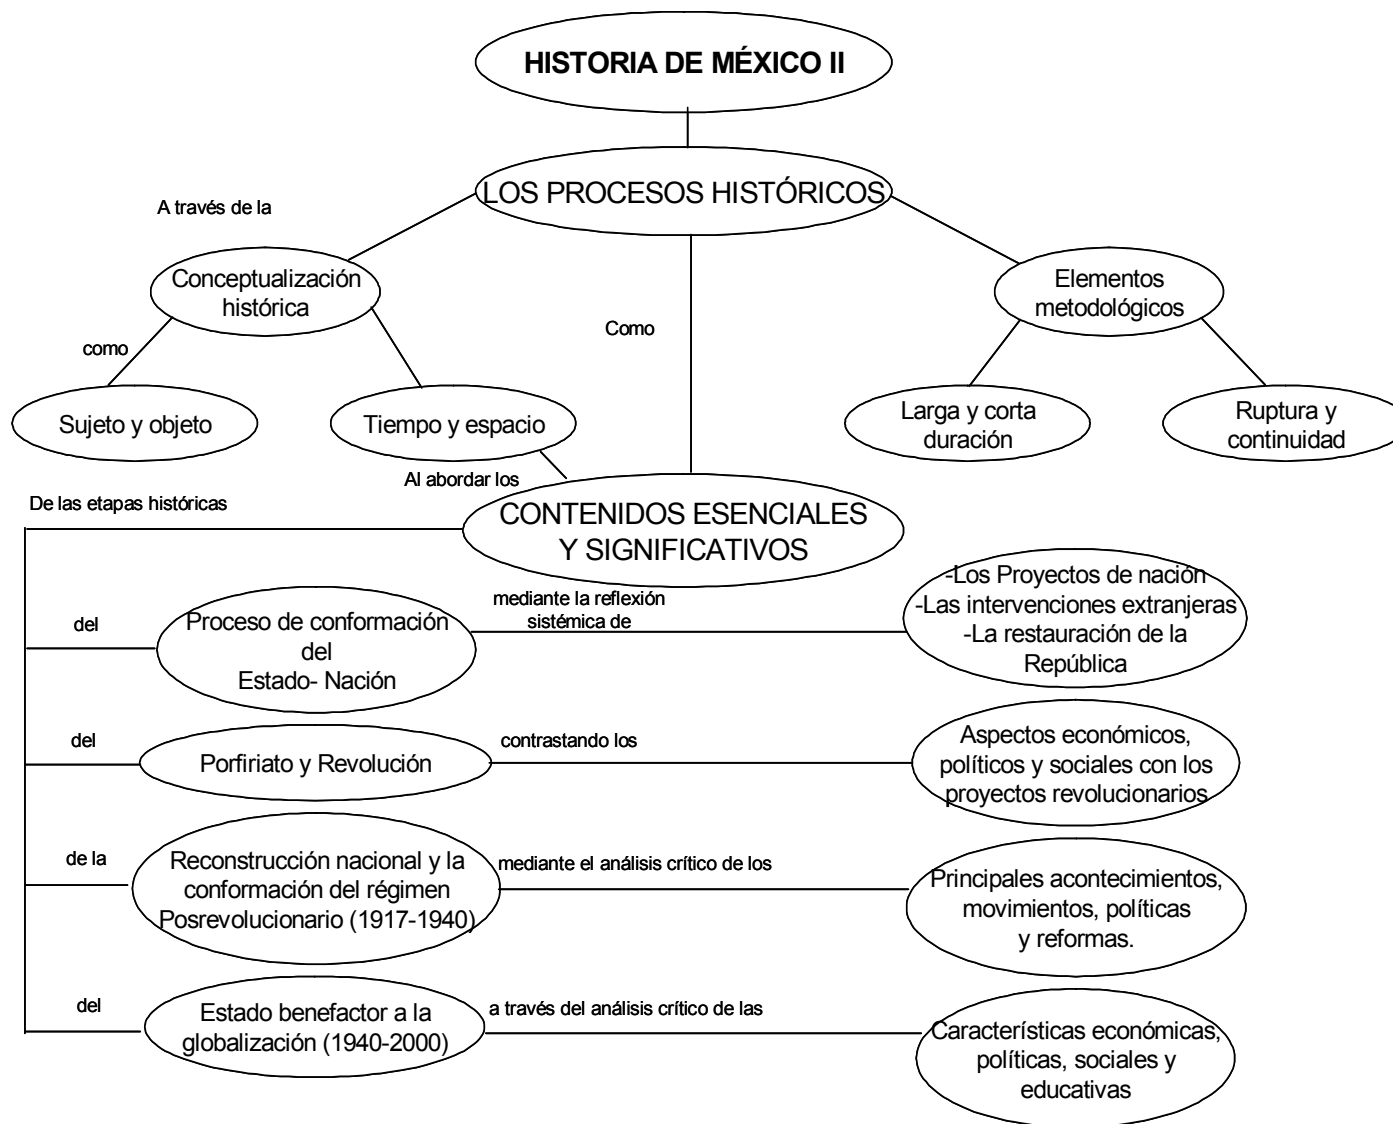 HISTORIA DE MÉXICO II
LOS PROCESOS HISTÓRICOS
A través de la
Conceptualización
histórica
Elementos
metodológicos
Como
como
Sujeto y objeto
Tiempo y espacio
Larga y corta
duración
Ruptura y
continuidad
Al abordar los
De las etapas históricas
CONTENIDOS ESENCIALES
Y SIGNIFICATIVOS
del
Proceso de conformación
del
Estado- Nación
mediante la reflexión
sistémica de
-Los Proyectos de nación
-Las intervenciones extranjeras
-La restauración de la
República
del
Porfiriato y Revolución
contrastando los
Aspectos económicos,
políticos y sociales con los
proyectos revolucionarios
de la
Reconstrucción nacional y la
conformación del régimen
Posrevolucionario (1917-1940)
mediante el análisis crítico de los
Principales acontecimientos,
movimientos, políticas
y reformas.
del
Estado benefactor a la
globalización (1940-2000)
a través del análisis crítico de las
Características económicas,
políticas, sociales y
educativas